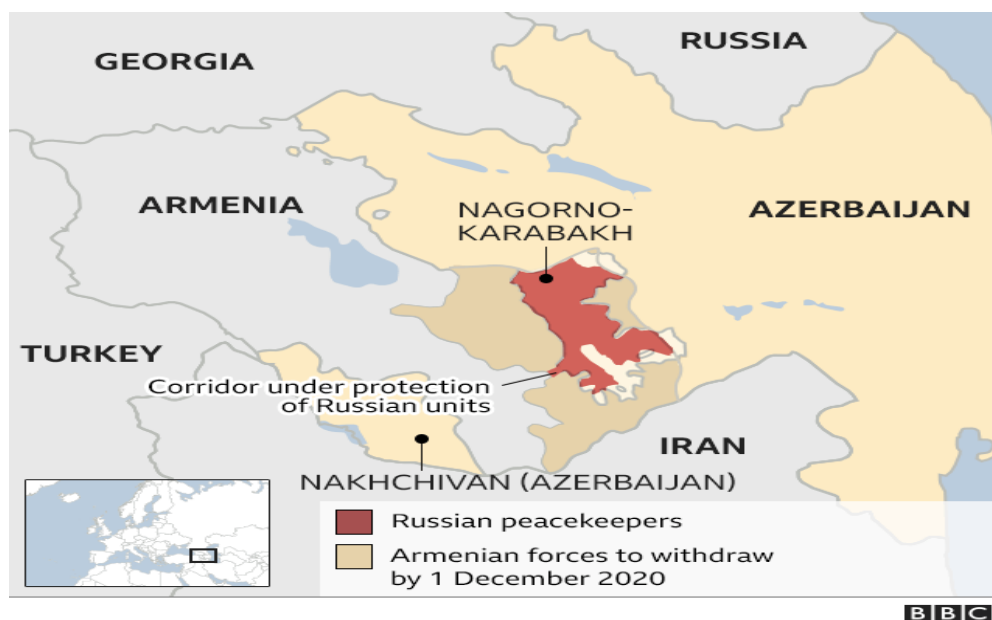 RUSSIA
GEORGIA
ARMENIA
NAGORNO-
KARABAKH
AZERBAIJAN
TURKEY
Corridor under protection
of Russian units
IRAN
NAKHCHIVAN (AZERBAIJAN)
Russian peacekeepers
Armenian forces to withdraw
by 1 December 2020
BBC